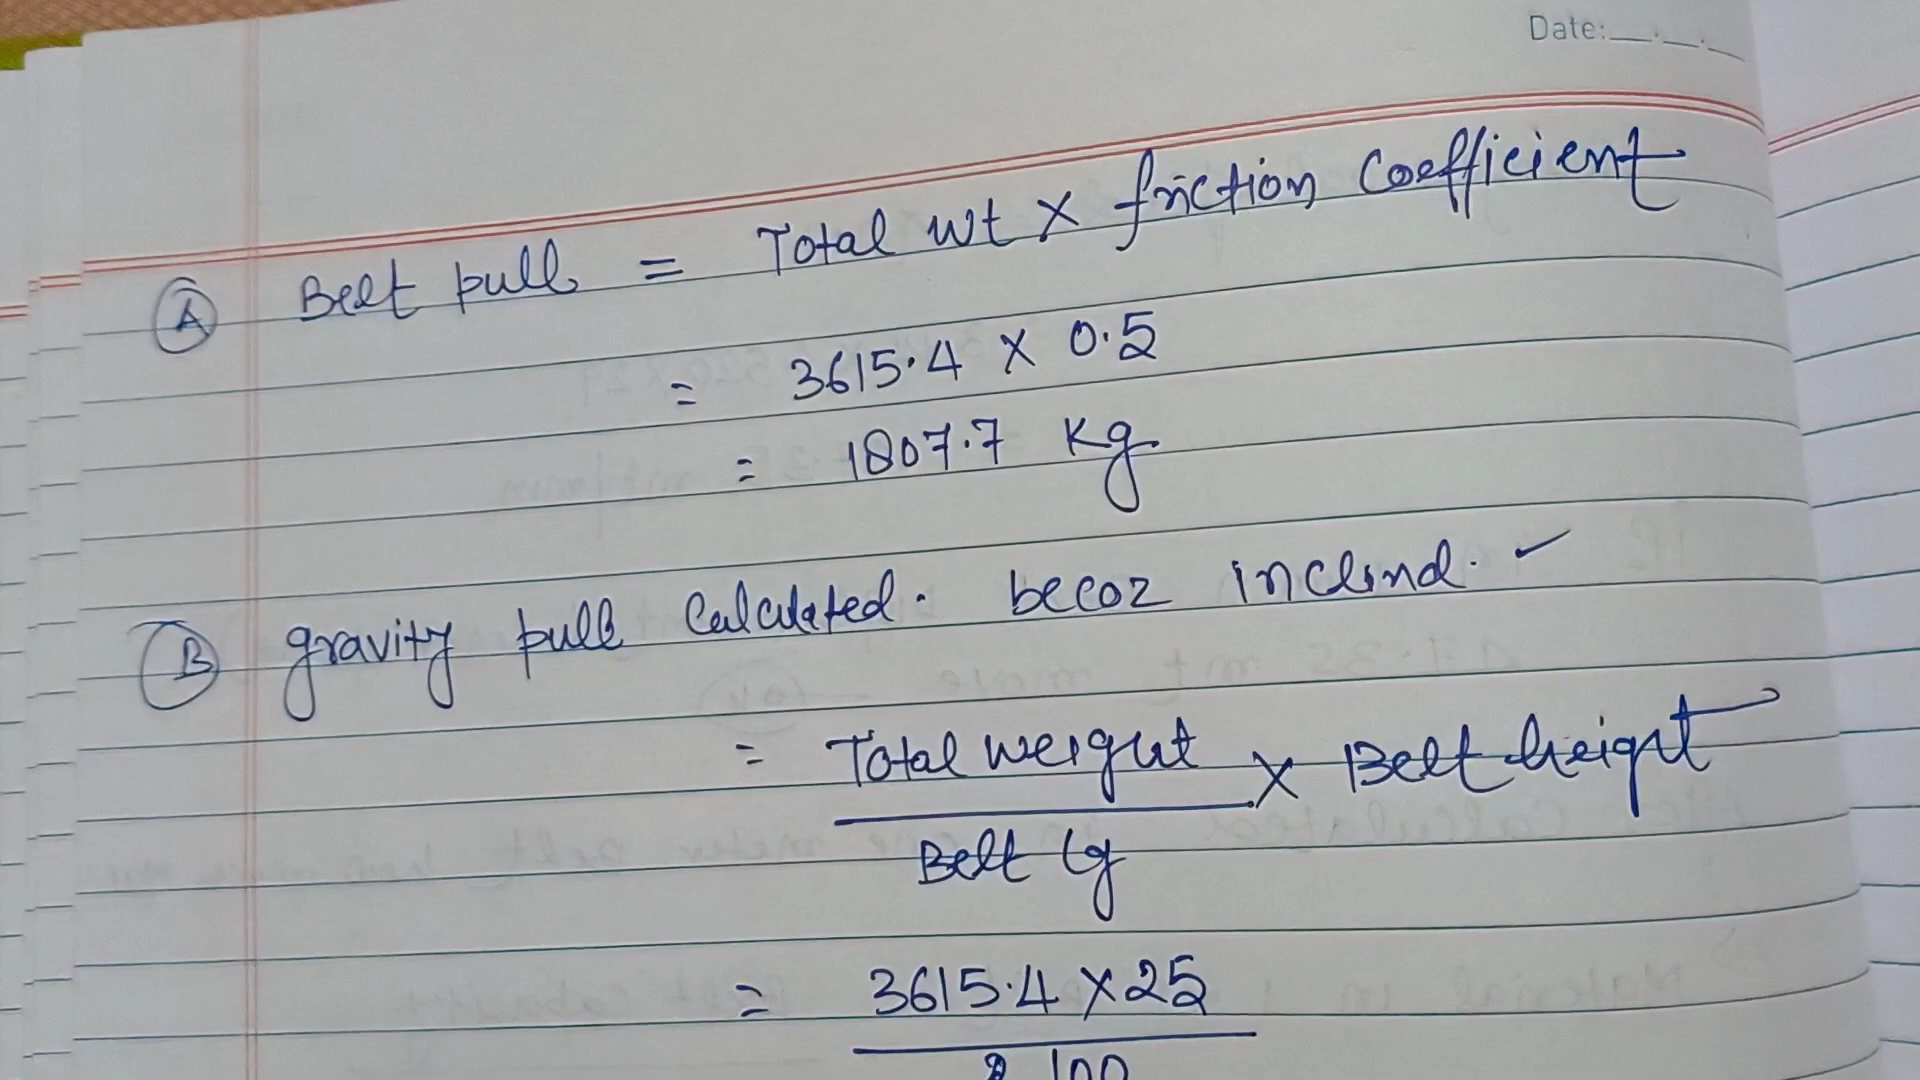 Date:
Ⓐ Belt pull = Total wt x friction Coefficient
= 3615.4 x 0.5
= 1807.7 Kg
Ⓑ gravity pull Calculated. becoz inclind. ✓
= Total weight x Belt height
Belt lg
= 3615.4 x 25
100